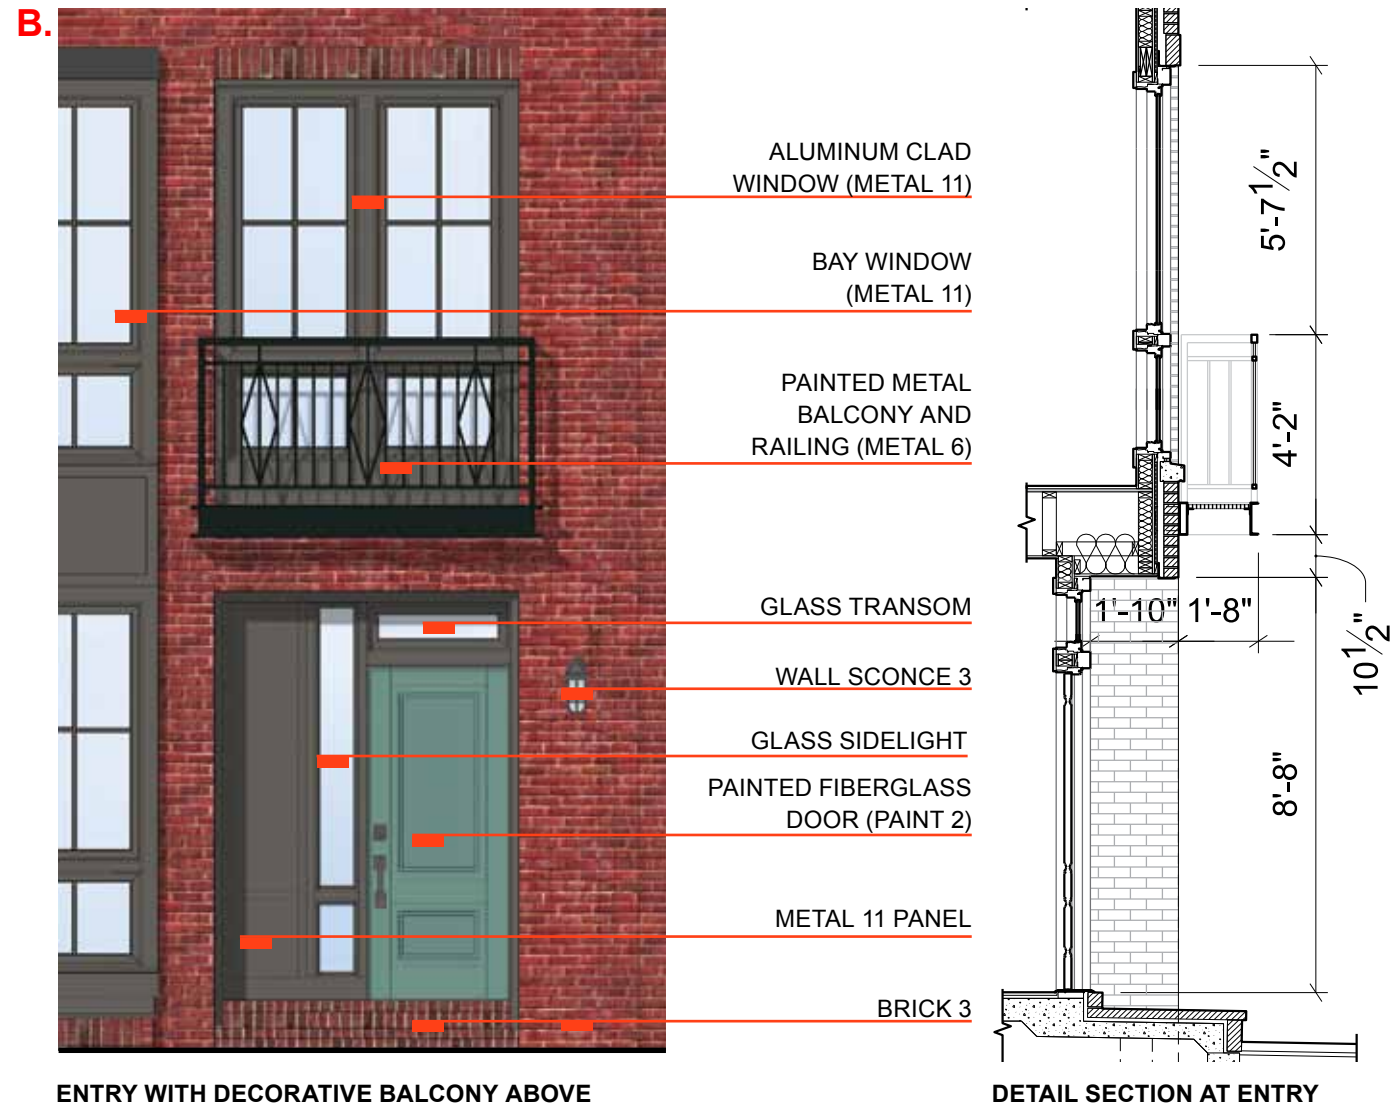 B.
ALUMINUM CLAD
WINDOW (METAL 11)
BAY WINDOW
(METAL 11)
PAINTED METAL
BALCONY AND
RAILING (METAL 6)
GLASS TRANSOM
WALL SCONCE 3
GLASS SIDELIGHT
PAINTED FIBERGLASS
DOOR (PAINT 2)
METAL 11 PANEL
BRICK 3
5'-7 1/2"
4'-2"
1'-10" 1'-8"
10 1/2"
8'-8"
ENTRY WITH DECORATIVE BALCONY ABOVE
DETAIL SECTION AT ENTRY